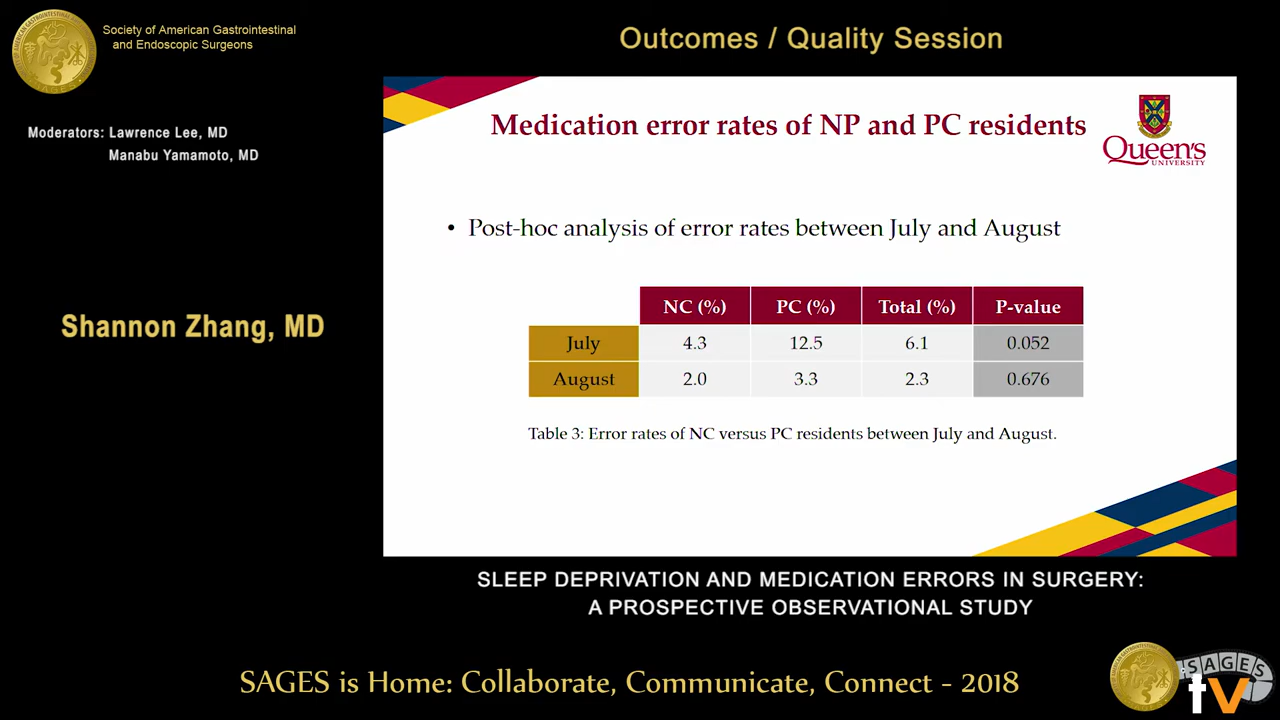 Society of American Gastrointestinal
and Endoscopic Surgeons
Outcomes / Quality Session
Moderators: Lawrence Lee, MD
Manabu Yamamoto, MD
Shannon Zhang, MD
Medication error rates of NP and PC residents
Queen's
UNIVERSITY
• Post-hoc analysis of error rates between July and August
NC (%) PC (%) Total (%) P-value
July 4.3 12.5 6.1 0.052
August 2.0 3.3 2.3 0.676
Table 3: Error rates of NC versus PC residents between July and August.
SLEEP DEPRIVATION AND MEDICATION ERRORS IN SURGERY:
A PROSPECTIVE OBSERVATIONAL STUDY
SAGES is Home: Collaborate, Communicate, Connect - 2018
SAGES
tv